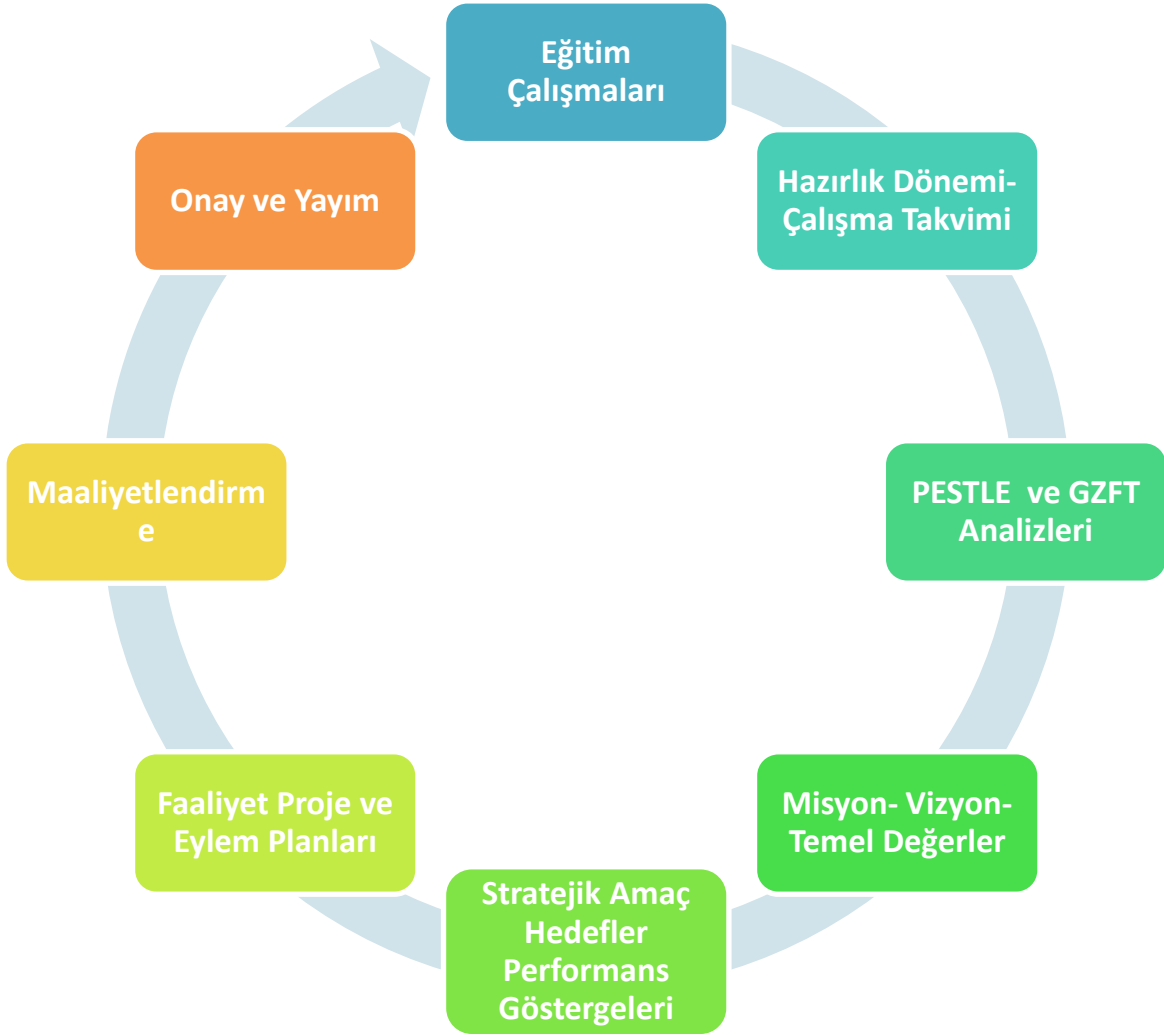 Eğitim
Çalışmaları
Hazırlık Dönemi-
Çalışma Takvimi
PESTLE ve GZFT
Analizleri
Misyon- Vizyon-
Temel Değerler
Stratejik Amaç
Hedefler
Performans
Göstergeleri
Faaliyet Proje ve
Eylem Planları
Maaliyetlendirm
e
Onay ve Yayım